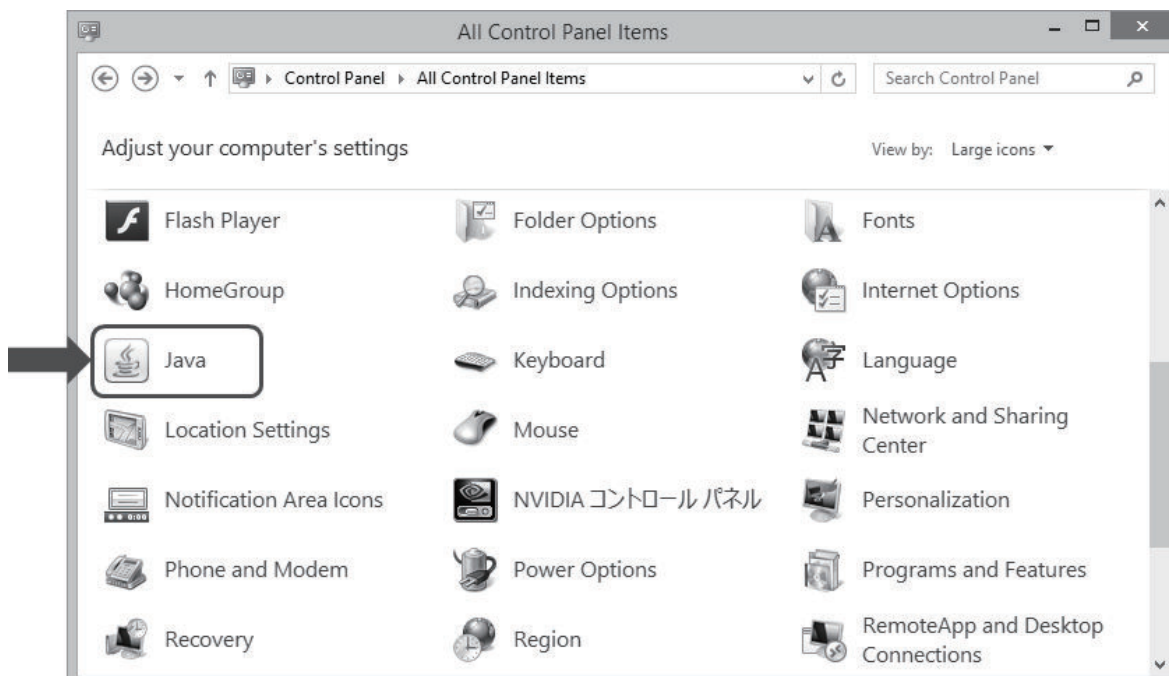 All Control Panel Items
Control Panel All Control Panel Items
Search Control Panel
Adjust your computer's settings
View by: Large icons
Flash Player
Folder Options
Fonts
HomeGroup
Indexing Options
Internet Options
Java
Keyboard
Language
Location Settings
Mouse
Network and Sharing
Center
Notification Area Icons
NVIDIA コントロール パネル
Personalization
Phone and Modem
Power Options
Programs and Features
Recovery
Region
RemoteApp and Desktop
Connections